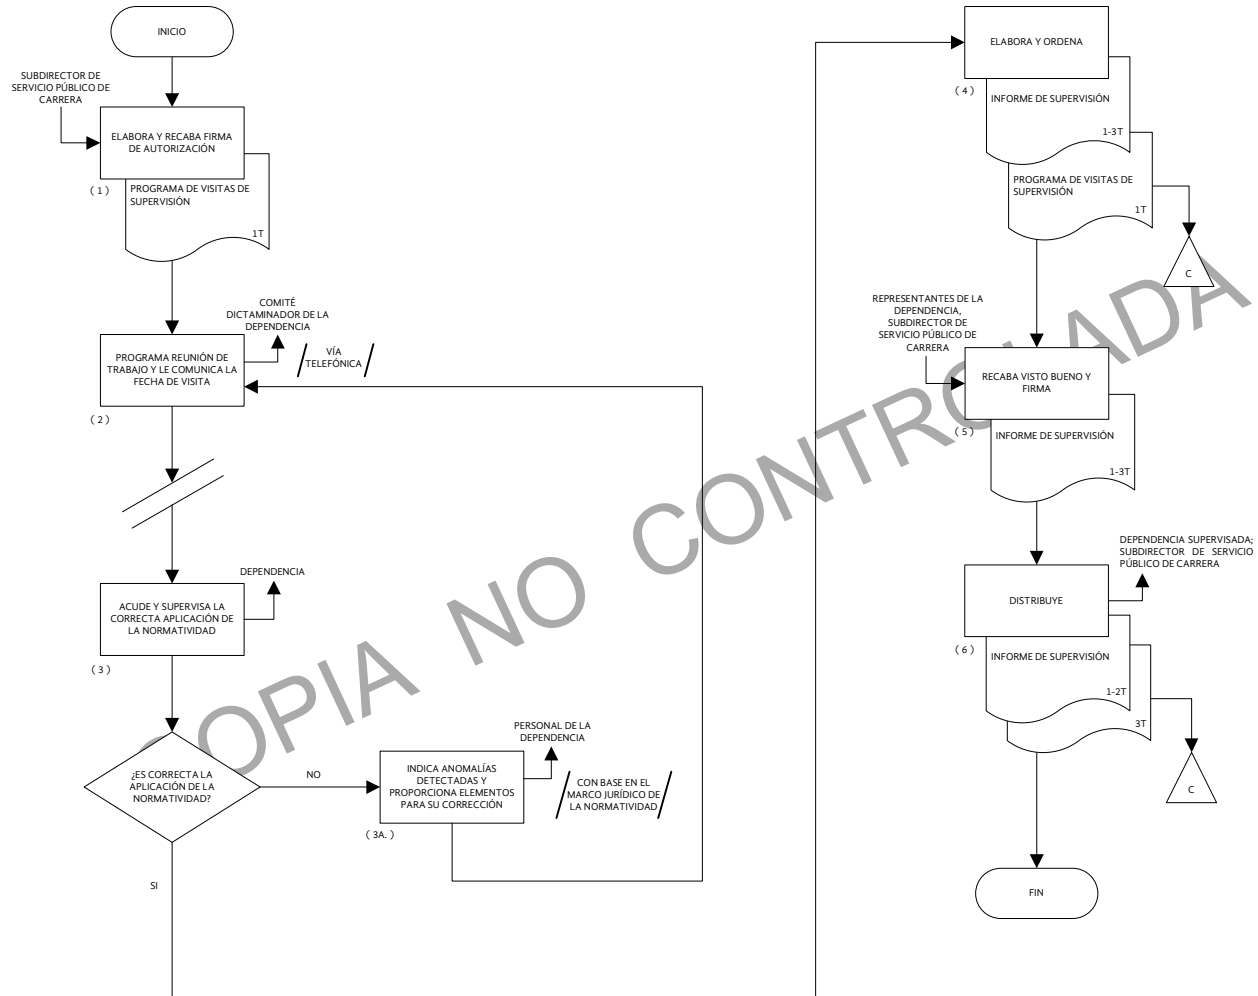 INICIO
SUBDIRECTOR DE
SERVICIO PÚBLICO DE
CARRERA
ELABORA Y RECABA FIRMA
DE AUTORIZACIÓN
( 1 )
PROGRAMA DE VISITAS DE
SUPERVISIÓN
1T
COMITÉ
DICTAMINADOR DE LA
DEPENDENCIA
VÍA
TELEFÓNICA
PROGRAMA REUNIÓN DE
TRABAJO Y LE COMUNICA LA
FECHA DE VISITA
( 2 )
DEPENDENCIA
ACUDE Y SUPERVISA LA
CORRECTA APLICACIÓN DE
LA NORMATIVIDAD
( 3 )
¿ES CORRECTA LA
APLICACIÓN DE LA
NORMATIVIDAD?
NO
SI
PERSONAL DE LA
DEPENDENCIA
INDICA ANOMALÍAS
DETECTADAS Y
PROPORCIONA ELEMENTOS
PARA SU CORRECCIÓN
( 3A. )
CON BASE EN EL
MARCO JURÍDICO DE
LA NORMATIVIDAD
ELABORA Y ORDENA
( 4 )
INFORME DE SUPERVISIÓN
1-3T
PROGRAMA DE VISITAS DE
SUPERVISIÓN
1T
C
REPRESENTANTES DE LA
DEPENDENCIA,
SUBDIRECTOR DE
SERVICIO PÚBLICO DE
CARRERA
RECABA VISTO BUENO Y
FIRMA
( 5 )
INFORME DE SUPERVISIÓN
1-3T
DEPENDENCIA SUPERVISADA;
SUBDIRECTOR DE SERVICIO
PÚBLICO DE CARRERA
DISTRIBUYE
( 6 )
INFORME DE SUPERVISIÓN
1-2T
3T
C
FIN
COPIA NO CONTROLADA